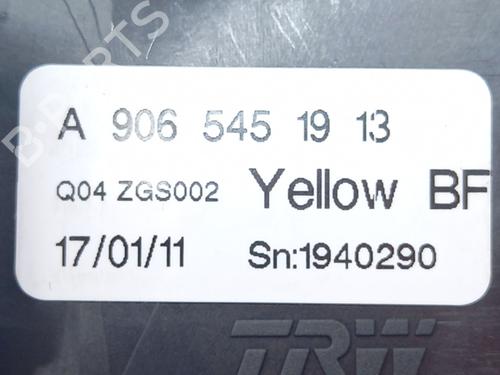 B-PARTS
A 906 545 19 13
Q04 ZGS002 Yellow BF
17/01/11 Sn:1940290
TRW